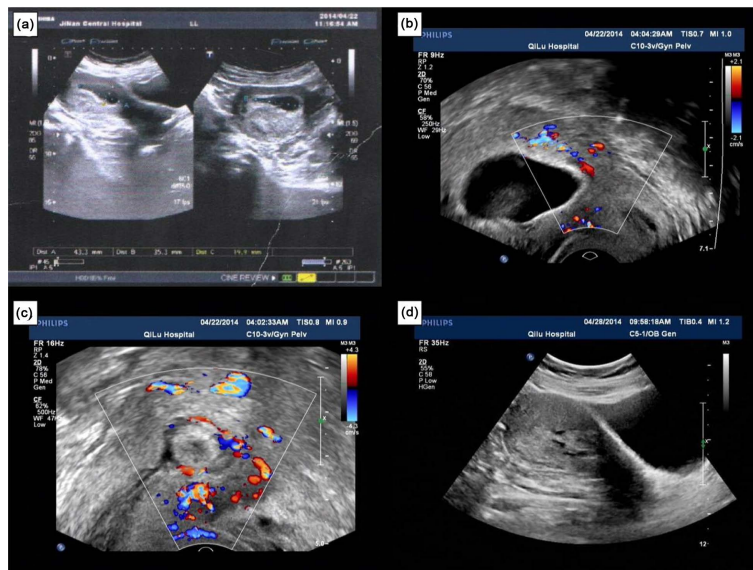 (a)
JiNan Central Hospital
LL
2014/04/22
11:16:54 AM
Dist A 43.3 mm Dist B 25.1 mm Dist C 19.9 mm
CINE REVIEW
(b)
PHILIPS
04/22/2014 04:04:29AM TIS0.7 MI 1.0
QiLu Hospital
C10-3v/Gyn Pelv
FR 9Hz
RP
Z 1.2
2D
70%
C 56
P Med
Gen
CF
59%
250Hz
WF 29Hz
Low
M3 M3
+2.1
-2.1
cm/s
x
7.1
(c)
PHILIPS
04/22/2014 04:02:33AM TIS0.8 MI 0.9
QiLu Hospital
C10-3v/Gyn Pelv
FR 16Hz
RP
Z 1.4
2D
78%
C 56
P Med
Gen
CF
62%
500Hz
Low
M3 M3
+4.3
-4.3
cm/s
x
(d)
PHILIPS
04/28/2014 09:58:18AM TIB0.4 MI 1.2
Qilu Hospital
C5-1/OB Gen
FR 35Hz
RS
2D
55%
C 56
P Low
HGen
M3
x
12